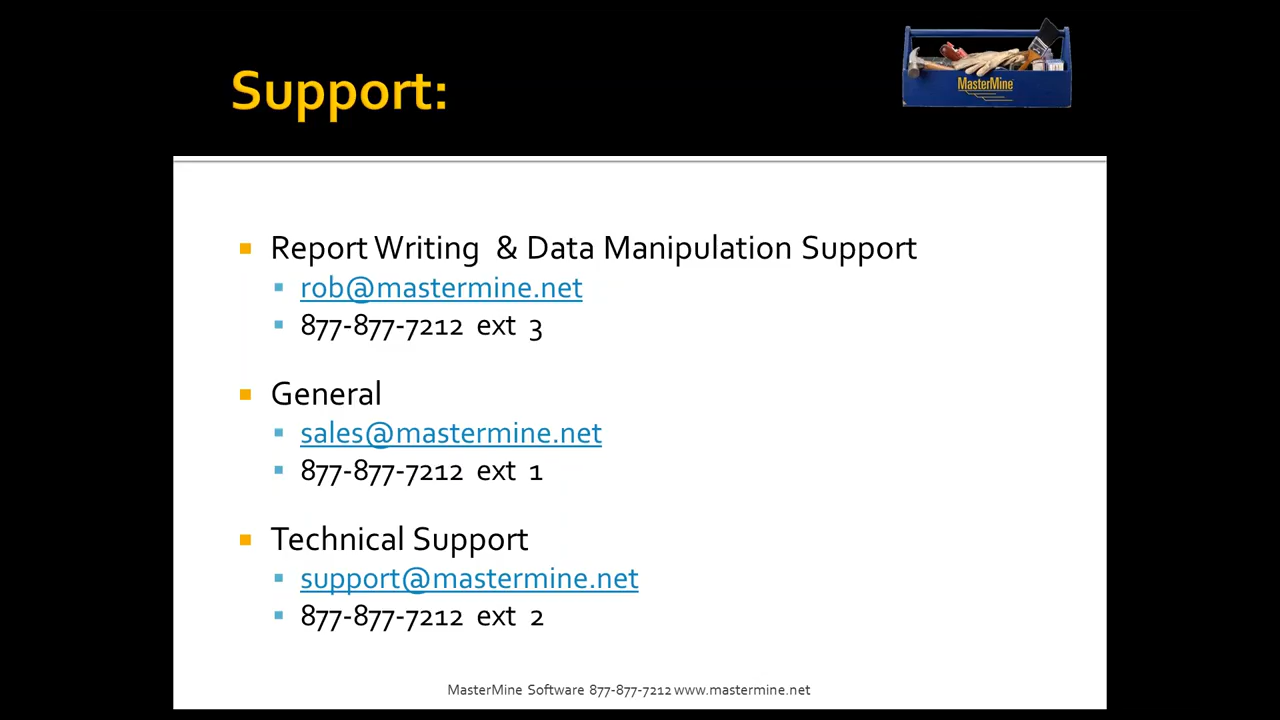 Support:
MasterMine
Report Writing & Data Manipulation Support
rob@mastermine.net
877-877-7212 ext 3
General
sales@mastermine.net
877-877-7212 ext 1
Technical Support
support@mastermine.net
877-877-7212 ext 2
MasterMine Software 877-877-7212 www.mastermine.net